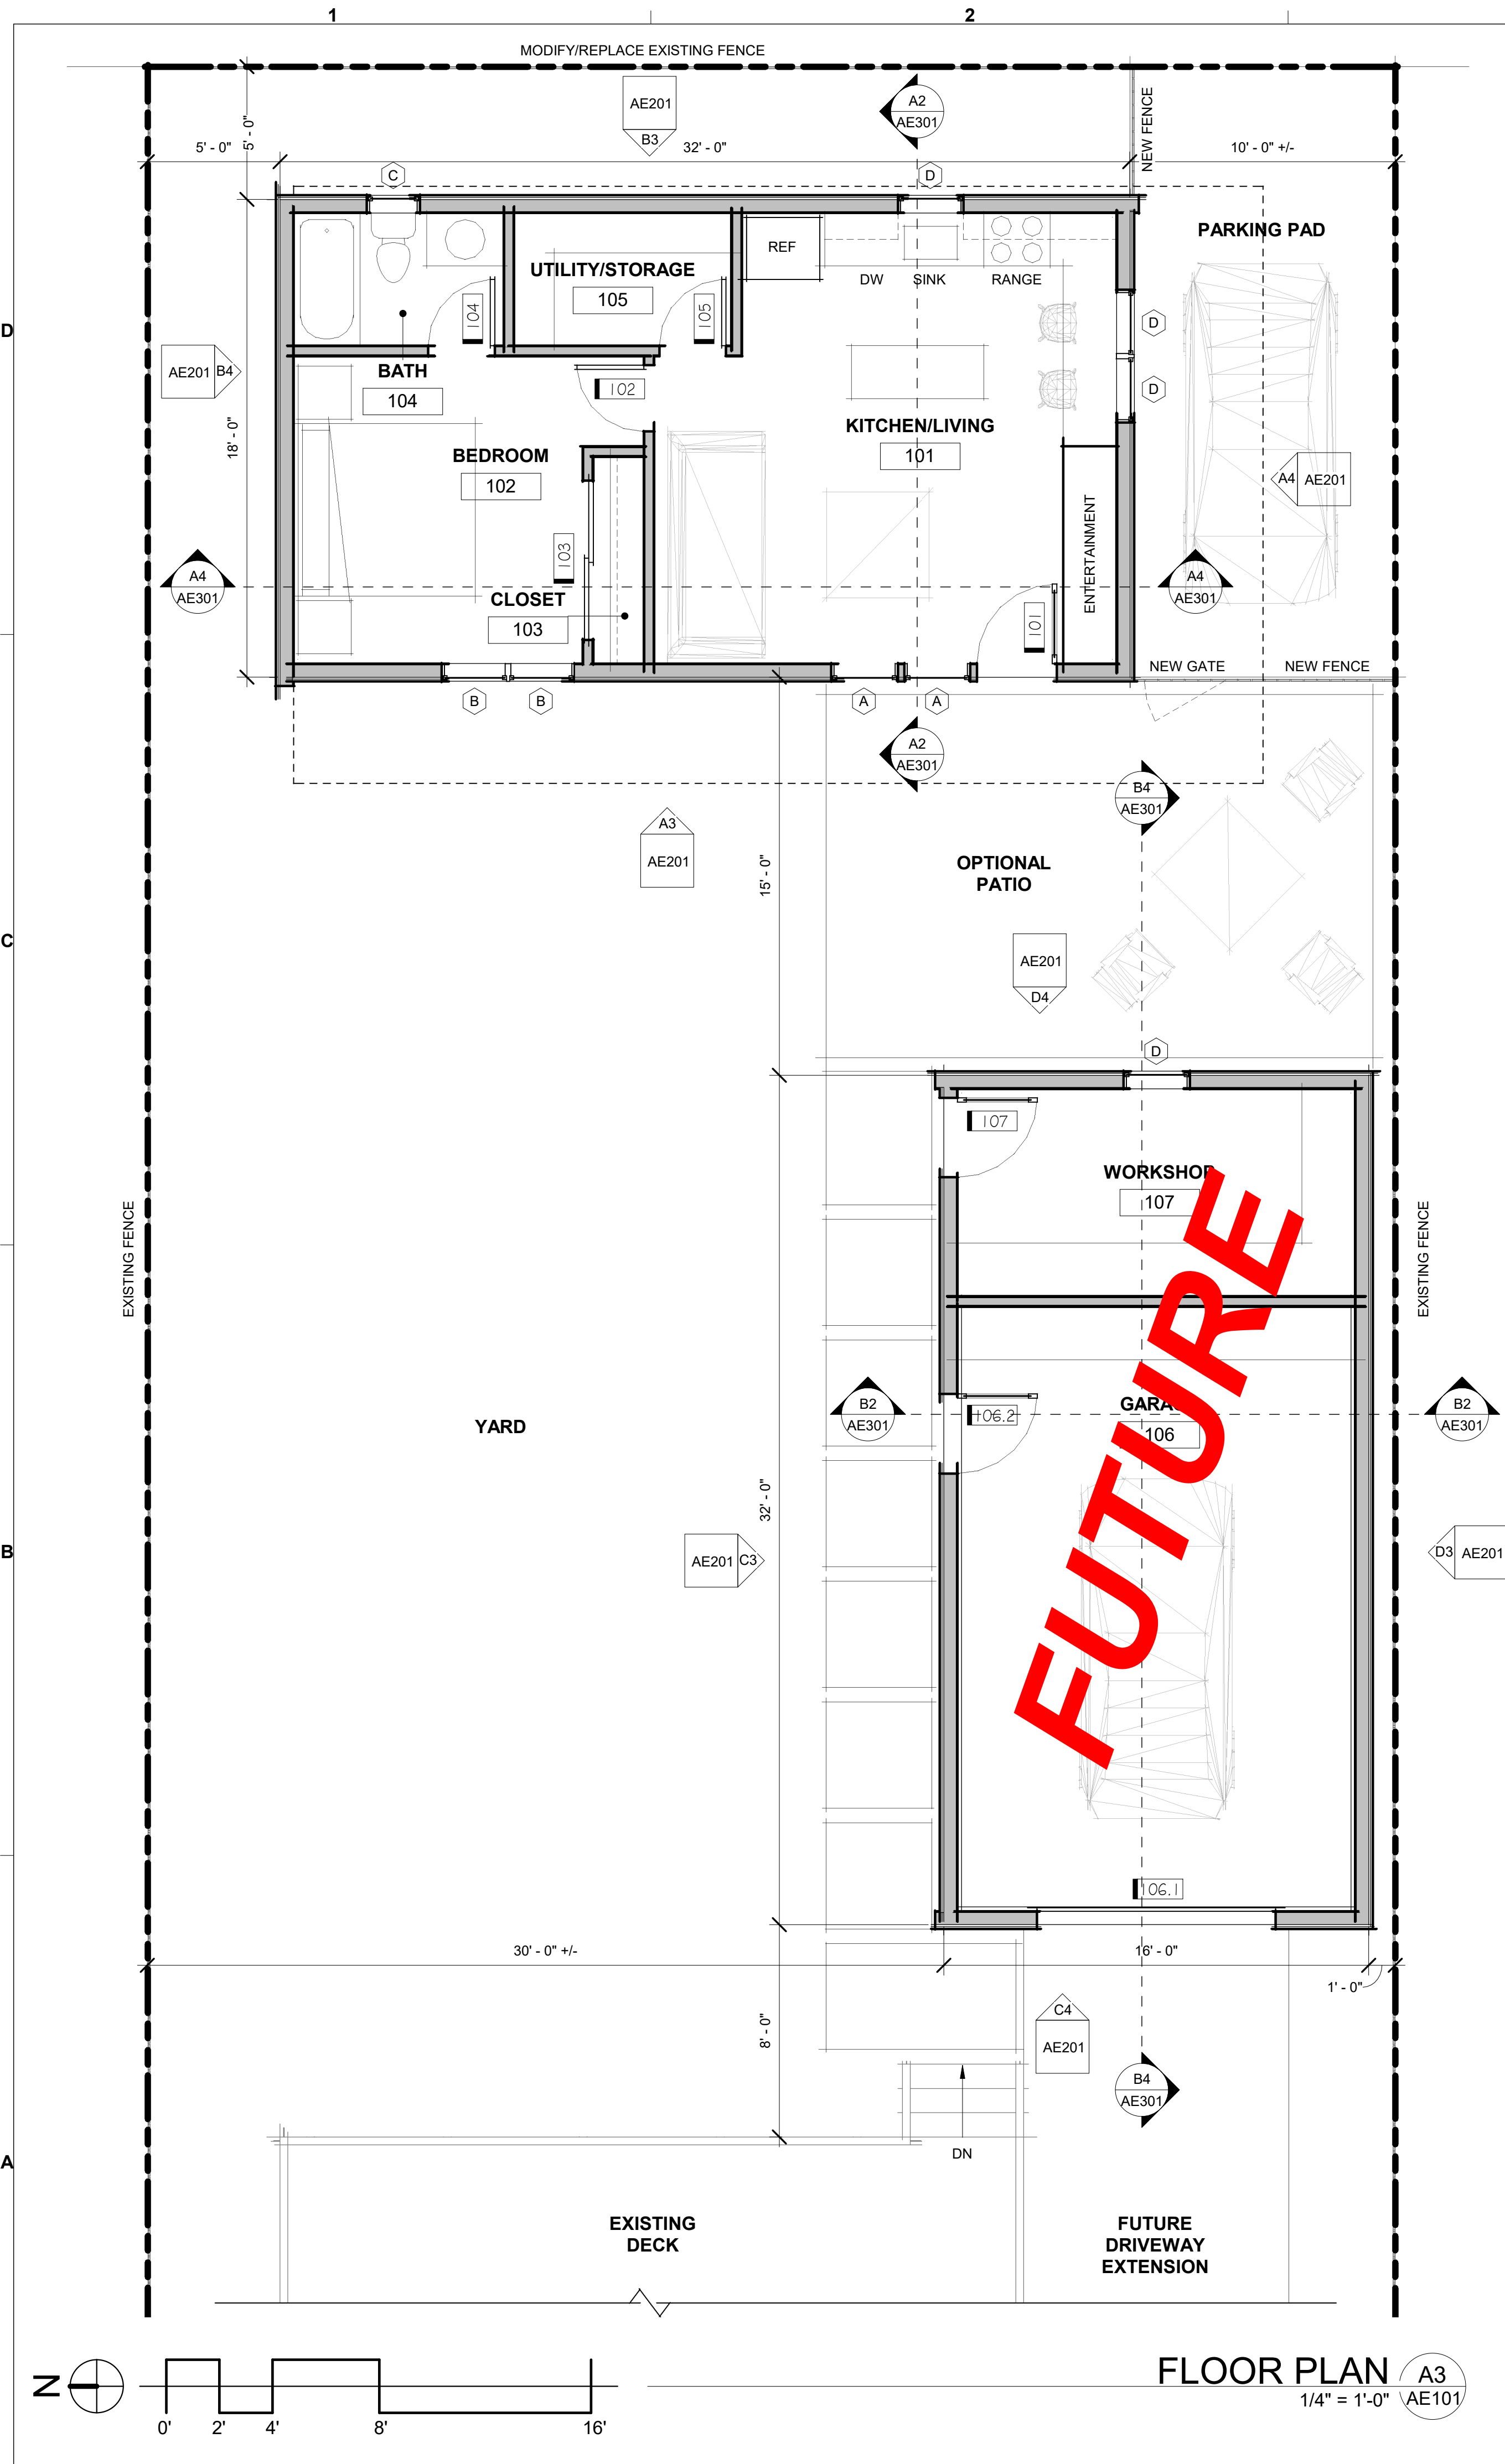 1
2
MODIFY/REPLACE EXISTING FENCE
AE201
B3
A2
AE301
NEW FENCE
5' - 0"
5' - 0"
32' - 0"
10' - 0" +/-
C
D
PARKING PAD
REF
UTILITY/STORAGE
105
DW
SINK
RANGE
104
105
D
D
AE201
B4
BATH
104
102
D
18' - 0"
BEDROOM
102
KITCHEN/LIVING
101
A4
AE201
ENTERTAINMENT
103
A4
AE301
CLOSET
103
101
A4
AE301
NEW GATE
NEW FENCE
B
B
A
A
A2
AE301
B4
AE301
A3
AE201
15' - 0"
OPTIONAL
PATIO
C
AE201
D4
D
107
WORKSHOP
107
EXISTING FENCE
EXISTING FENCE
FUTURE
B2
AE301
106.2
GARA
106
B2
AE301
YARD
32' - 0"
B
AE201
C3
D3
AE201
106.1
30' - 0" +/-
16' - 0"
1' - 0"
8' - 0"
C4
AE201
B4
AE301
A
DN
EXISTING
DECK
FUTURE
DRIVEWAY
EXTENSION
N
0'
2'
4'
8'
16'
FLOOR PLAN
1/4" = 1'-0"
A3
AE101